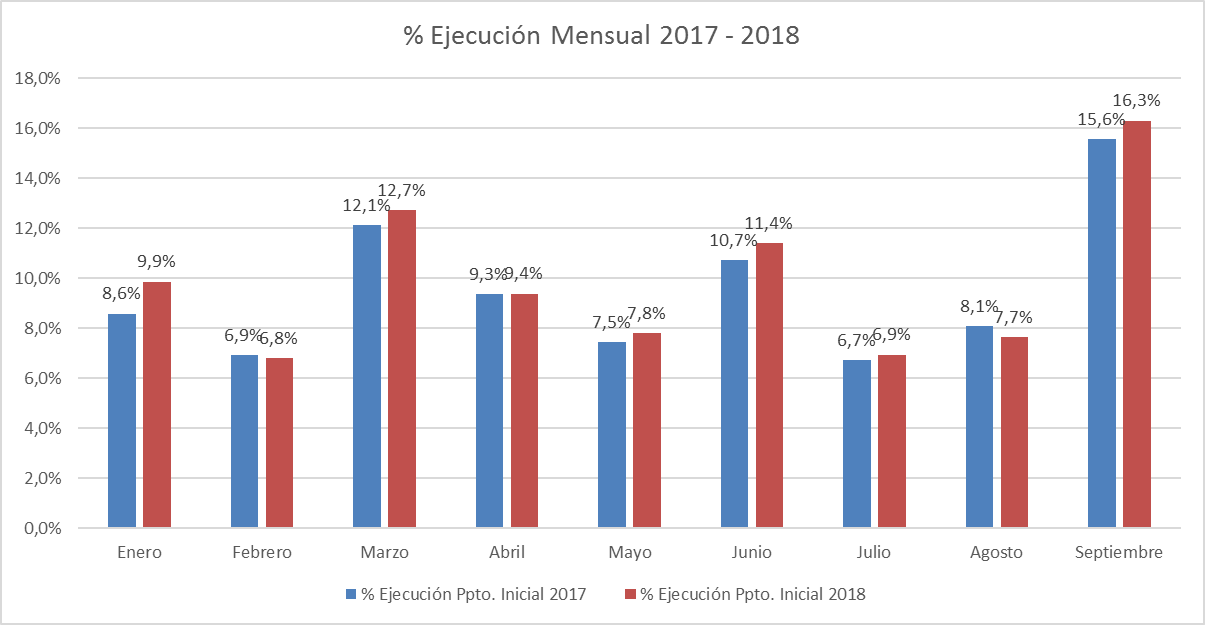 % Ejecución Mensual 2017 - 2018
18,0%
16,0%
14,0%
12,0%
10,0%
8,0%
6,0%
4,0%
2,0%
0,0%
8,6%
9,9%
6,9%
6,8%
12,1%
12,7%
9,3%
9,4%
7,5%
7,8%
10,7%
11,4%
6,7%
6,9%
8,1%
7,7%
15,6%
16,3%
Enero
Febrero
Marzo
Abril
Mayo
Junio
Julio
Agosto
Septiembre
% Ejecución Ppto. Inicial 2017
% Ejecución Ppto. Inicial 2018